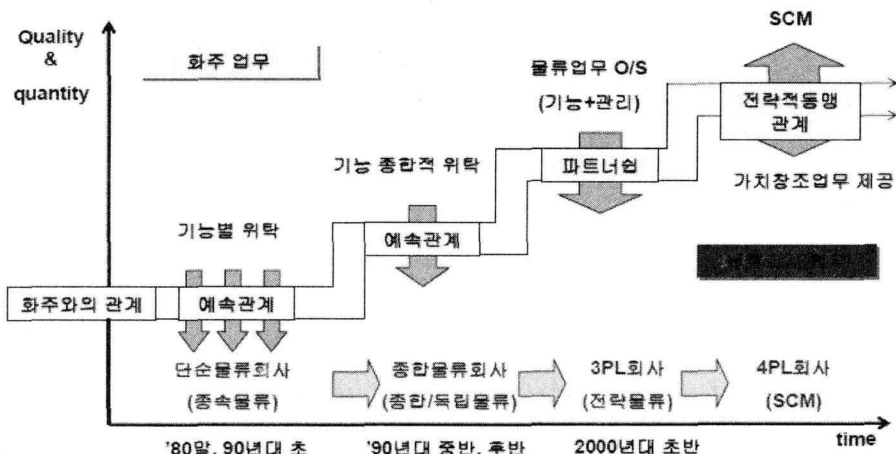 SCM
Quality
&
quantity
화주 업무
물류업무 O/S
(기능+관리)
전략적동맹
관계
기능 종합적 위탁
파트너쉽
가치창조업무 제공
기능별 위탁
예속관계
화주와의 관계
예속관계
단순물류회사
(종속물류)
종합물류회사
(종합/독립물류)
3PL회사
(전략물류)
4PL회사
(SCM)
'80말, 90년대 초
'90년대 중반, 후반
2000년대 초반
time